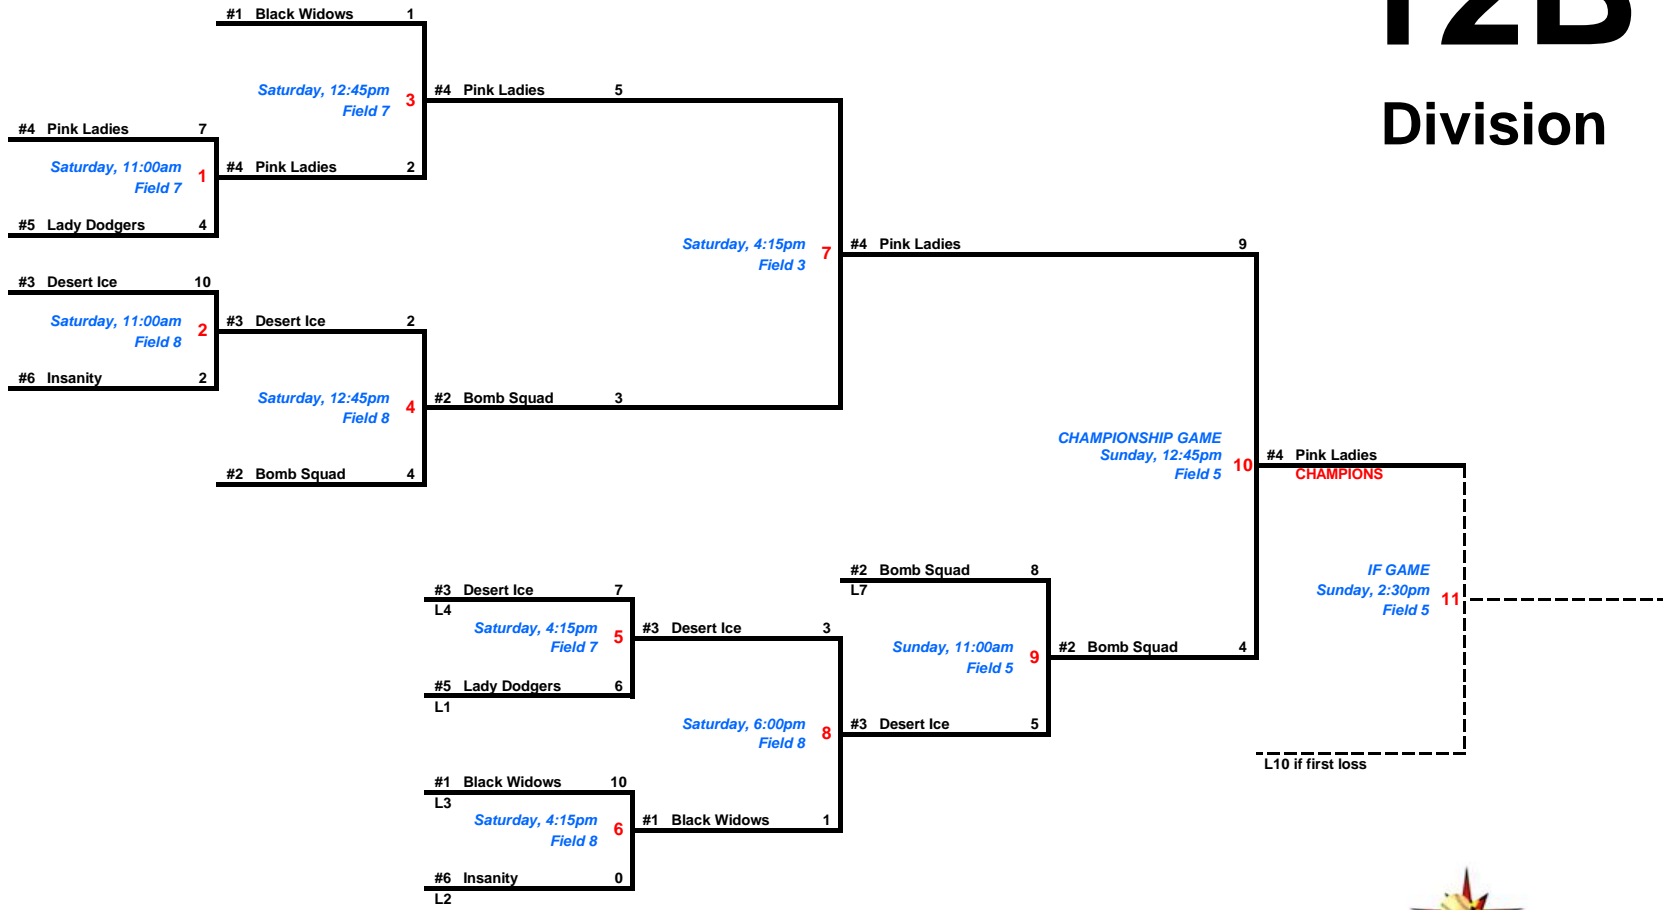 12B
Division
#1 Black Widows 1
Saturday, 12:45pm
Field 7
3
#4 Pink Ladies 5
#4 Pink Ladies 7
Saturday, 11:00am
Field 7
1
#4 Pink Ladies 2
#5 Lady Dodgers 4
Saturday, 4:15pm
Field 3
7
#4 Pink Ladies 9
#3 Desert Ice 10
Saturday, 11:00am
Field 8
2
#3 Desert Ice 2
#6 Insanity 2
Saturday, 12:45pm
Field 8
4
#2 Bomb Squad 3
#2 Bomb Squad 4
CHAMPIONSHIP GAME
Sunday, 12:45pm
Field 5
10
#4 Pink Ladies
CHAMPIONS
#2 Bomb Squad 8
L7
IF GAME
Sunday, 2:30pm
Field 5
11
#3 Desert Ice 7
L4
Saturday, 4:15pm
Field 7
5
#3 Desert Ice 3
Sunday, 11:00am
Field 5
9
#2 Bomb Squad 4
#5 Lady Dodgers 6
L1
Saturday, 6:00pm
Field 8
8
#3 Desert Ice 5
L10 if first loss
#1 Black Widows 10
L3
Saturday, 4:15pm
Field 8
6
#1 Black Widows 1
#6 Insanity 0
L2